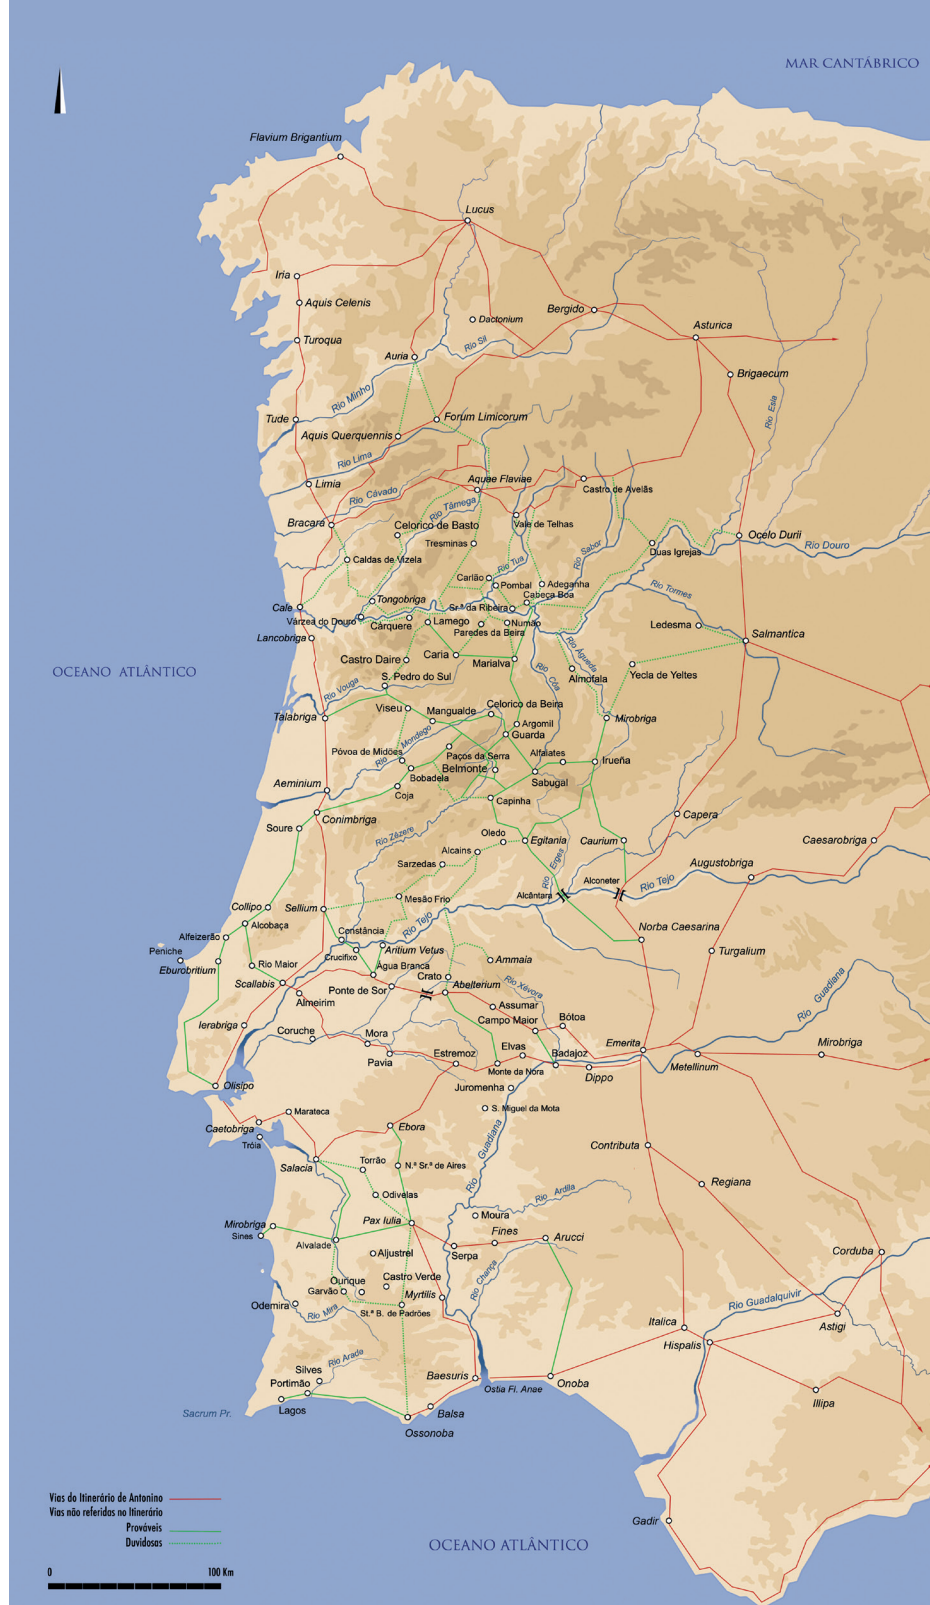 MAR CANTÁBRICO
Flavium Brigantium
Lucus
Iria
Aquis Celenis
Dactonium
Bergido
Asturica
Turoqua
Auria
Rio Sil
Brigaecum
Rio Minho
Rio Esla
Tude
Forum Limicorum
Aquis Querquennis
Rio Lima
Limia
Aquae Flaviae
Castro de Avelãs
Rio Cávado
Rio Tâmega
Bracara
Celorico de Basto
Vale de Telhas
Tresminas
Ocelo Durii
Rio Douro
Duas Igrejas
Rio Sabor
Caldas de Vizela
Rio Tua
Carlão
Pombal
Adeganha
Cabeça Boa
Rio Tormes
Tongobriga
Cale
Srª da Ribeira
Várzea do Douro
Cárquere
Lamego
Numão
Paredes da Beira
Ledesma
Salmantica
Lancobriga
Rio Águeda
Castro Daire
Caria
Marialva
Rio Côa
Almofala
Yecla de Yeltes
OCEANO ATLÂNTICO
S. Pedro do Sul
Rio Vouga
Viseu
Mangualde
Celorico da Beira
Talabriga
Argomil
Mirobriga
Guarda
Rio Mondego
Póvoa de Midões
Paços da Serra
Alfaiates
Irueña
Belmonte
Bobadela
Sabugal
Aeminium
Coja
Capinha
Conimbriga
Capera
Soure
Rio Zêzere
Oledo
Egitania
Caurium
Caesarobriga
Alcains
Sarzedas
Rio Erges
Augustobriga
Alconeter
Rio Tejo
Alcântara
Mesão Frio
Collipo
Sellium
Rio Tejo
Alcobaça
Norba Caesarina
Constância
Alfeizerão
Peniche
Crucifixo
Aritium Vetus
Turgalium
Eburobritium
Rio Maior
Água Branca
Ammaia
Scallabis
Crato
Abelterium
Rio Xévora
Ponte de Sor
Almeirim
Assumar
Rio Guadiana
Campo Maior
Bótoa
Ierabriga
Coruche
Mora
Pavia
Estremoz
Elvas
Badajoz
Emerita
Mirobriga
Monte da Nora
Dippo
Metellinum
Olisipo
Juromenha
Marateca
S. Miguel da Mota
Caetobriga
Ebora
Tróia
Rio Guadiana
Contributa
Salacia
Torrão
N.ª Sr.ª de Aires
Odivelas
Rio Ardila
Regiana
Moura
Mirobriga
Pax Iulia
Fines
Arucci
Sines
Alvalade
Aljustrel
Serpa
Corduba
Ourique
Castro Verde
Rio Chança
Garvão
Myrtilis
Odemira
Rio Mira
St.ª B. de Padrões
Rio Guadalquivir
Italica
Astigi
Hispalis
Rio Arade
Silves
Baesuris
Portimão
Ostia Fl. Anae
Onoba
Illipa
Sacrum Pr.
Lagos
Balsa
Ossonoba
Vias do Itinerário de Antonino
Vias não referidas no Itinerário
Prováveis
Duvidosas
Gadir
OCEANO ATLÂNTICO
0 100 Km